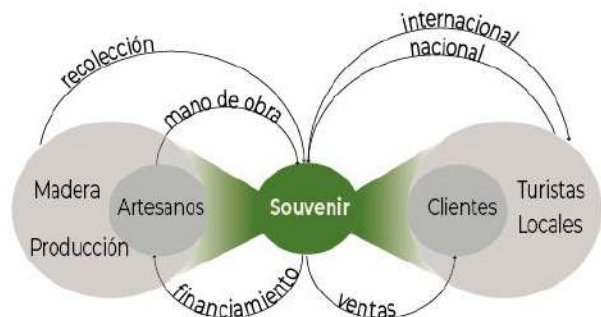 recolección
mano de obra
internacional
nacional
Madera
Producción
Artesanos
Souvenir
Clientes
Turistas
Locales
financiamiento
ventas